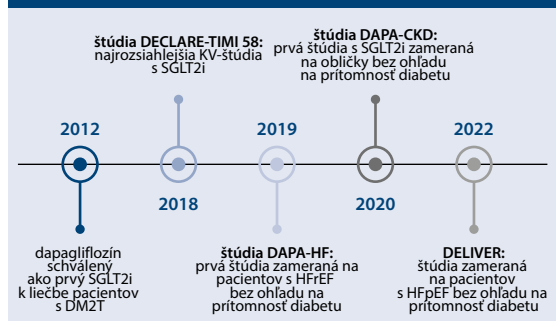 štúdia DECLARE-TIMI 58:
najrozsiahlejšia KV-štúdia
s SGLT2i
štúdia DAPA-CKD:
prvá štúdia s SGLT2i zameraná
na obličky bez ohľadu
na prítomnosť diabetu
2012
2019
2022
2018
2020
dapagliflozín
schválený
ako prvý SGLT2i
k liečbe pacientov
s DM2T
štúdia DAPA-HF:
prvá štúdia zameraná na
pacientov s HFrEF
bez ohľadu na
prítomnosť diabetu
DELIVER:
štúdia zameraná
na pacientov
s HFpEF bez ohľadu na
prítomnosť diabetu